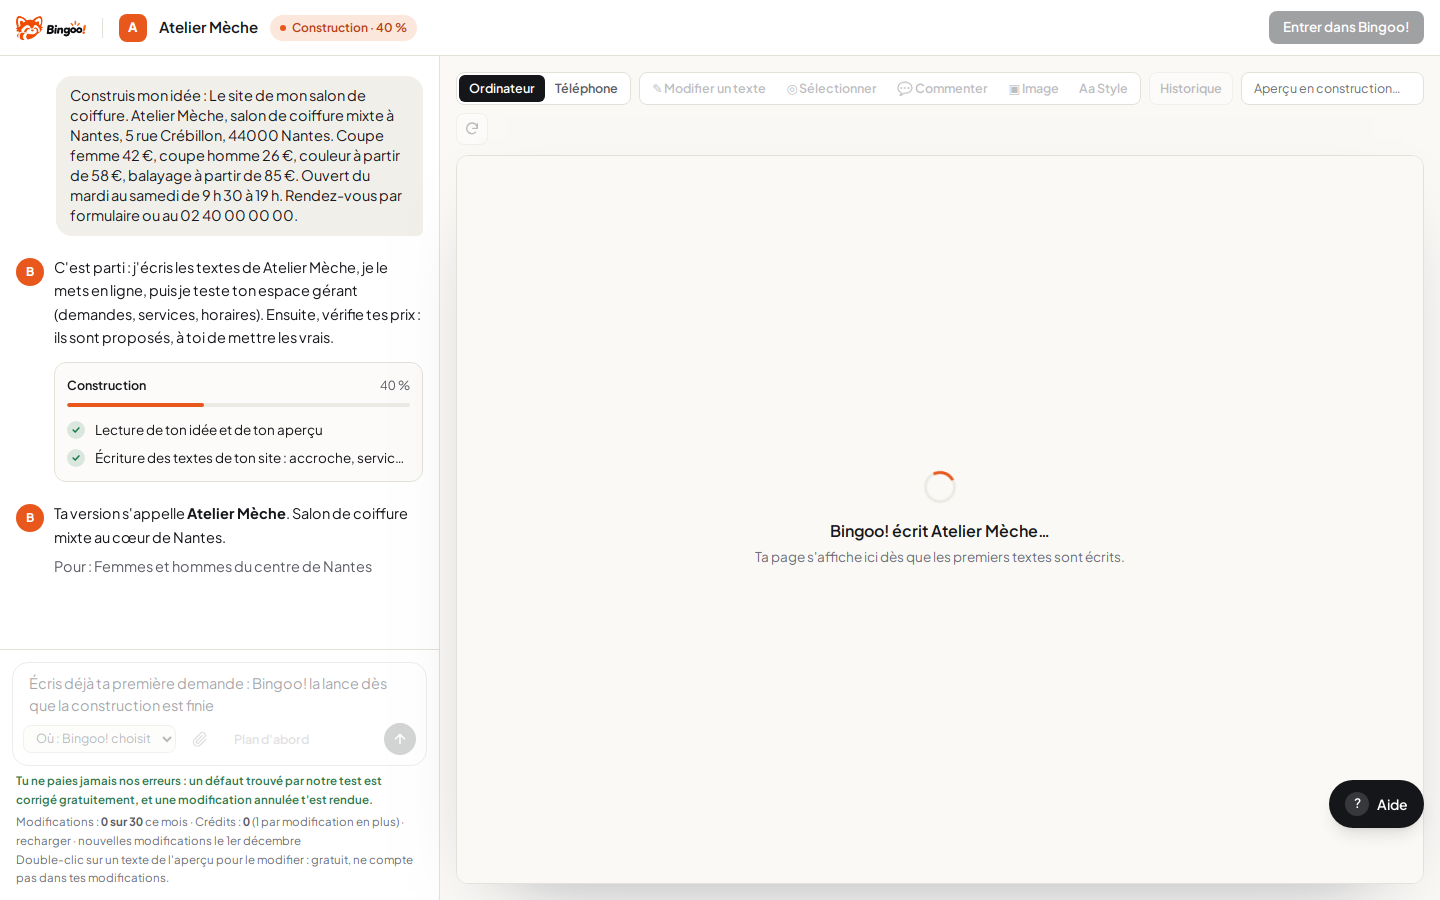 Bingoo!
A
Atelier Mèche
Construction · 40 %
Entrer dans Bingoo!
Construis mon idée : Le site de mon salon de
coiffure. Atelier Mèche, salon de coiffure mixte à
Nantes, 5 rue Crébillon, 44000 Nantes. Coupe
femme 42 €, coupe homme 26 €, couleur à partir
de 58 €, balayage à partir de 85 €. Ouvert du
mardi au samedi de 9 h 30 à 19 h. Rendez-vous par
formulaire ou au 02 40 00 00 00.
B
C'est parti : j'écris les textes de Atelier Mèche, je le
mets en ligne, puis je teste ton espace gérant
(demandes, services, horaires). Ensuite, vérifie tes prix :
ils sont proposés, à toi de mettre les vrais.
Construction 40 %
Lecture de ton idée et de ton aperçu
Écriture des textes de ton site : accroche, servic...
B
Ta version s'appelle Atelier Mèche. Salon de coiffure
mixte au cœur de Nantes.
Pour : Femmes et hommes du centre de Nantes
Écris déjà ta première demande : Bingoo! la lance dès
que la construction est finie
Où : Bingoo! choisit
Plan d'abord
Tu ne paies jamais nos erreurs : un défaut trouvé par notre test est
corrigé gratuitement, et une modification annulée t'est rendue.
Modifications : 0 sur 30 ce mois · Crédits : 0 (1 par modification en plus) ·
recharger · nouvelles modifications le 1er décembre
Double-clic sur un texte de l'aperçu pour le modifier : gratuit, ne compte
pas dans tes modifications.
Ordinateur
Téléphone
Modifier un texte
Sélectionner
Commenter
Image
Aa Style
Historique
Aperçu en construction...
Bingoo! écrit Atelier Mèche...
Ta page s'affiche ici dès que les premiers textes sont écrits.
? Aide